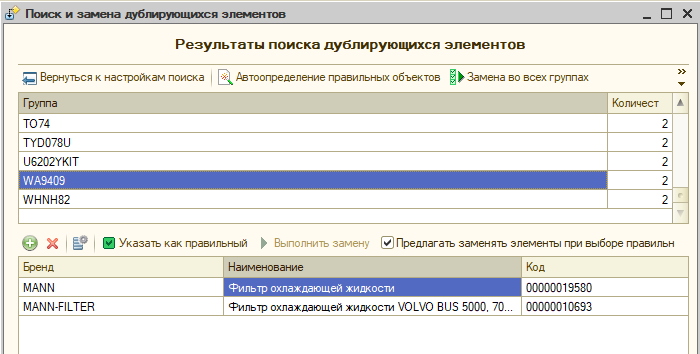 Поиск и замена дублирующихся элементов
Результаты поиска дублирующихся элементов
Вернуться к настройкам поиска Автоопределение правильных объектов Замена во всех группах
Группа Количест
TO74 2
TYD078U 2
U6202YKIT 2
WA9409 2
WHNH82 2
Указать как правильный Выполнить замену Предлагать заменять элементы при выборе правильн
Бренд Наименование Код
MANN Фильтр охлаждающей жидкости 00000019580
MANN-FILTER Фильтр охлаждающей жидкости VOLVO BUS 5000, 70... 00000010693